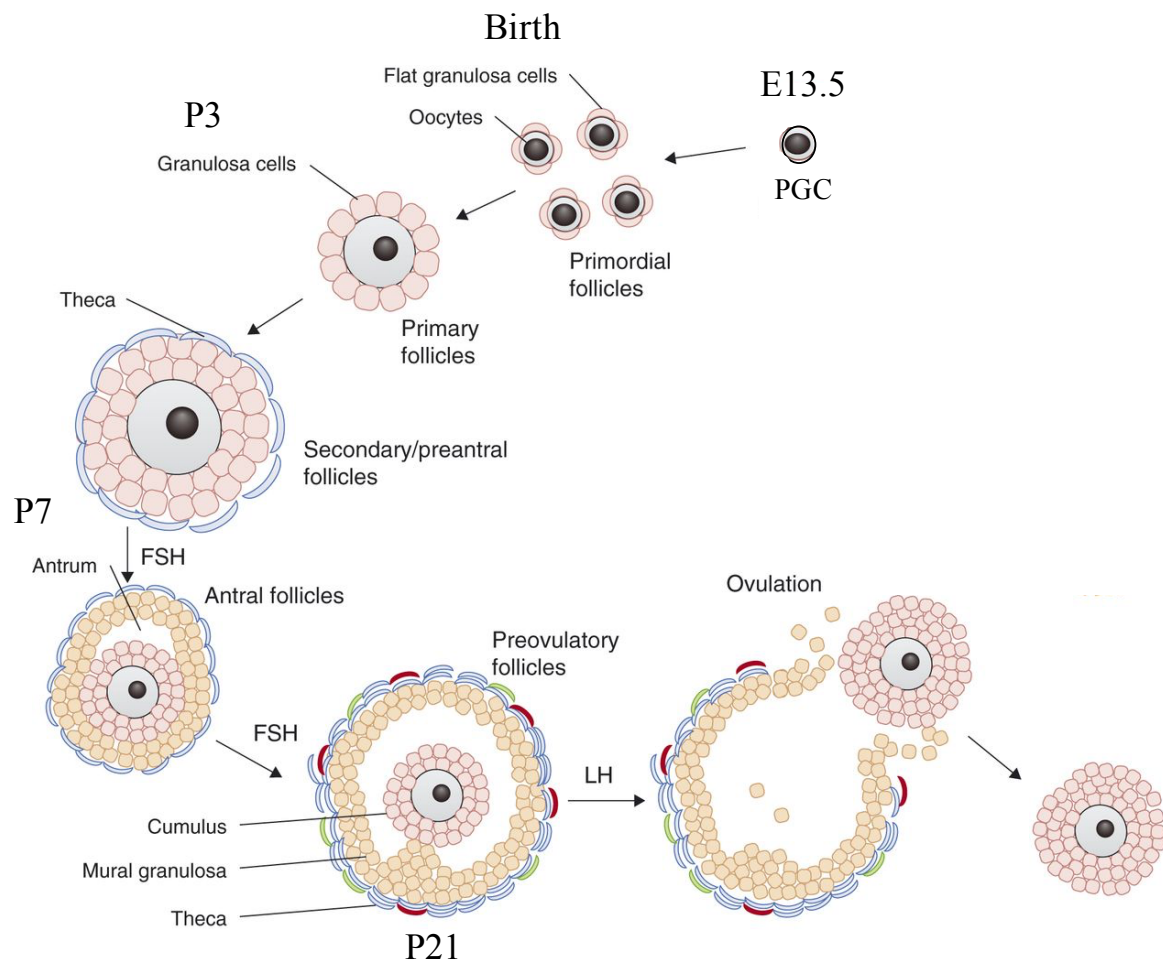 Birth
E13.5
Flat granulosa cells
Oocytes
P3
PGC
Granulosa cells
Primordial
follicles
Theca
Primary
follicles
Secondary/preantral
follicles
P7
FSH
Antrum
Antral follicles
Ovulation
Preovulatory
follicles
FSH
LH
Cumulus
Mural granulosa
Theca
P21